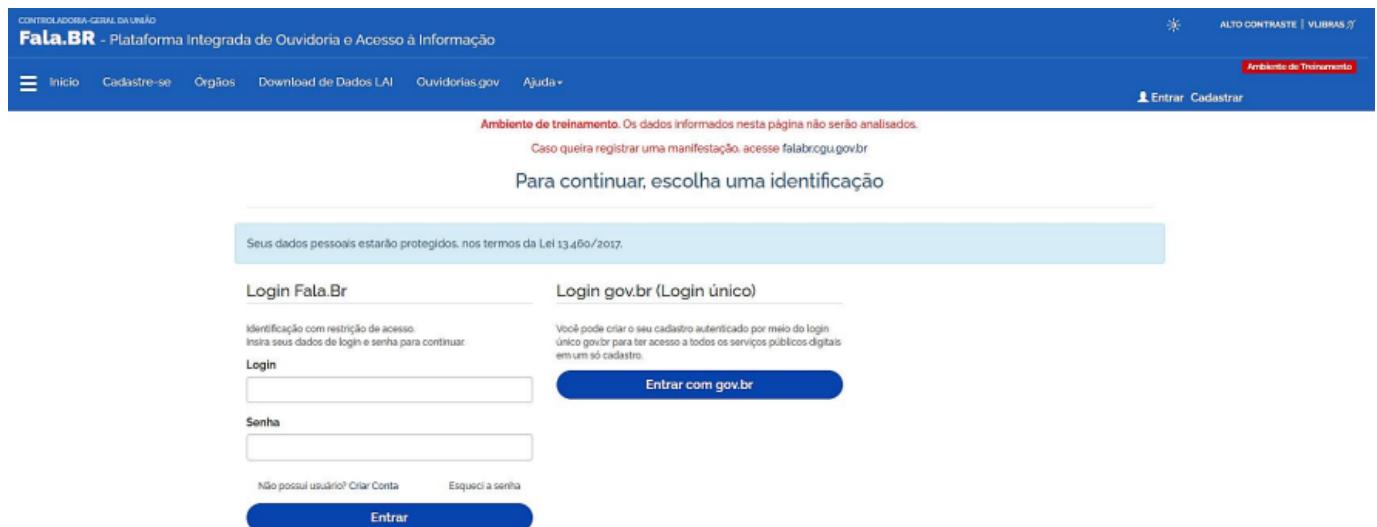 CONTROLADORIA-GERAL DA UNIÃO
Fala.BR - Plataforma Integrada de Ouvidoria e Acesso à Informação
ALTO CONTRASTE | VLIBRAS
Ambiente de Treinamento
Início Cadastre-se Órgãos Download de Dados LAI Ouvidorias.gov Ajuda
Entrar Cadastrar
Ambiente de treinamento. Os dados informados nesta página não serão analisados.
Caso queira registrar uma manifestação, acesse falabr.cgu.gov.br
Para continuar, escolha uma identificação
Seus dados pessoais estarão protegidos, nos termos da Lei 13.460/2017.
Login Fala.Br
Identificação com restrição de acesso.
Insira seus dados de login e senha para continuar.
Login
Senha
Não possui usuário? Criar Conta Esqueci a senha
Entrar
Login gov.br (Login único)
Você pode criar o seu cadastro autenticado por meio do login
único gov.br para ter acesso a todos os serviços públicos digitais
em um só cadastro.
Entrar com gov.br